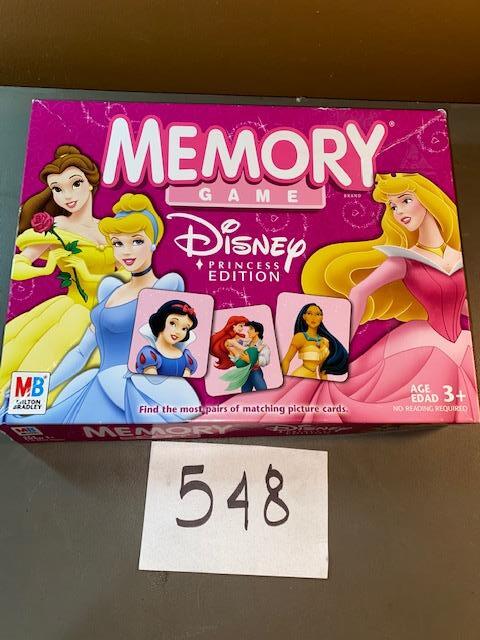 MEMORY®
GAME
BRAND
Disney
PRINCESS
EDITION
MB
MILTON
BRADLEY
AGE
EDAD 3+
NO READING REQUIRED
Find the most pairs of matching picture cards.
MEMORY
Disney
548